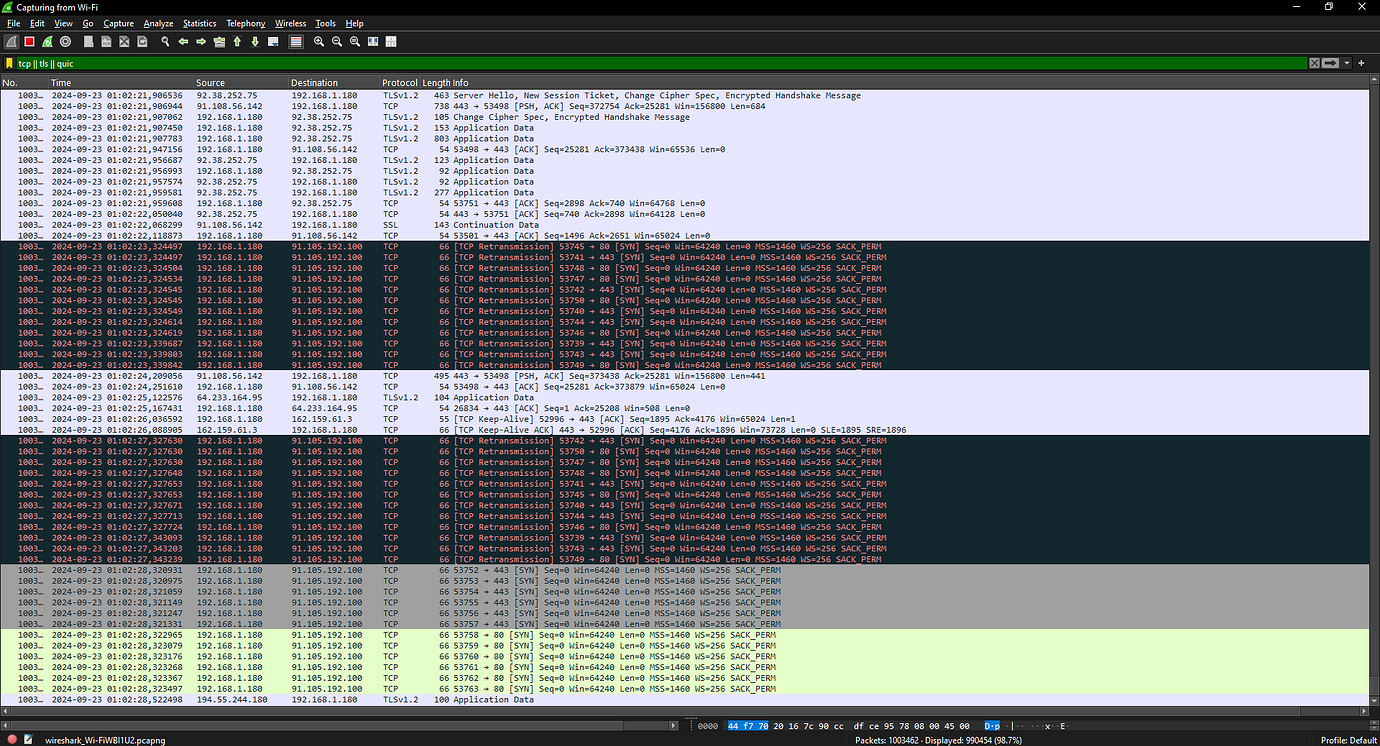 Capturing from Wi-Fi
File Edit View Go Capture Analyze Statistics Telephony Wireless Tools Help
tcp || tls || quic
No. Time Source Destination Protocol Length Info
1003… 2024-09-23 01:02:21,906536 92.38.252.75 192.168.1.180 TLSv1.2 463 Server Hello, New Session Ticket, Change Cipher Spec, Encrypted Handshake Message
1003… 2024-09-23 01:02:21,906944 91.108.56.142 192.168.1.180 TCP 738 443 → 53498 [PSH, ACK] Seq=372754 Ack=25281 Win=156800 Len=684
1003… 2024-09-23 01:02:21,907062 192.168.1.180 92.38.252.75 TLSv1.2 105 Change Cipher Spec, Encrypted Handshake Message
1003… 2024-09-23 01:02:21,907450 192.168.1.180 92.38.252.75 TLSv1.2 153 Application Data
1003… 2024-09-23 01:02:21,907783 192.168.1.180 92.38.252.75 TLSv1.2 803 Application Data
1003… 2024-09-23 01:02:21,947156 192.168.1.180 91.108.56.142 TCP 54 53498 → 443 [ACK] Seq=25281 Ack=373438 Win=65536 Len=0
1003… 2024-09-23 01:02:21,956687 92.38.252.75 192.168.1.180 TLSv1.2 123 Application Data
1003… 2024-09-23 01:02:21,956993 192.168.1.180 92.38.252.75 TLSv1.2 92 Application Data
1003… 2024-09-23 01:02:21,957574 92.38.252.75 192.168.1.180 TLSv1.2 92 Application Data
1003… 2024-09-23 01:02:21,959581 92.38.252.75 192.168.1.180 TLSv1.2 277 Application Data
1003… 2024-09-23 01:02:21,959608 192.168.1.180 92.38.252.75 TCP 54 53751 → 443 [ACK] Seq=2898 Ack=740 Win=64768 Len=0
1003… 2024-09-23 01:02:22,050040 92.38.252.75 192.168.1.180 TCP 54 443 → 53751 [ACK] Seq=740 Ack=2898 Win=64128 Len=0
1003… 2024-09-23 01:02:22,068299 91.108.56.142 192.168.1.180 SSL 143 Continuation Data
1003… 2024-09-23 01:02:22,118873 192.168.1.180 91.108.56.142 TCP 54 53501 → 443 [ACK] Seq=1496 Ack=2651 Win=65024 Len=0
1003… 2024-09-23 01:02:23,324497 192.168.1.180 91.105.192.100 TCP 66 [TCP Retransmission] 53745 → 80 [SYN] Seq=0 Win=64240 Len=0 MSS=1460 WS=256 SACK_PERM
1003… 2024-09-23 01:02:23,324497 192.168.1.180 91.105.192.100 TCP 66 [TCP Retransmission] 53741 → 443 [SYN] Seq=0 Win=64240 Len=0 MSS=1460 WS=256 SACK_PERM
1003… 2024-09-23 01:02:23,324504 192.168.1.180 91.105.192.100 TCP 66 [TCP Retransmission] 53748 → 80 [SYN] Seq=0 Win=64240 Len=0 MSS=1460 WS=256 SACK_PERM
1003… 2024-09-23 01:02:23,324534 192.168.1.180 91.105.192.100 TCP 66 [TCP Retransmission] 53747 → 80 [SYN] Seq=0 Win=64240 Len=0 MSS=1460 WS=256 SACK_PERM
1003… 2024-09-23 01:02:23,324545 192.168.1.180 91.105.192.100 TCP 66 [TCP Retransmission] 53742 → 443 [SYN] Seq=0 Win=64240 Len=0 MSS=1460 WS=256 SACK_PERM
1003… 2024-09-23 01:02:23,324545 192.168.1.180 91.105.192.100 TCP 66 [TCP Retransmission] 53750 → 80 [SYN] Seq=0 Win=64240 Len=0 MSS=1460 WS=256 SACK_PERM
1003… 2024-09-23 01:02:23,324549 192.168.1.180 91.105.192.100 TCP 66 [TCP Retransmission] 53740 → 443 [SYN] Seq=0 Win=64240 Len=0 MSS=1460 WS=256 SACK_PERM
1003… 2024-09-23 01:02:23,324614 192.168.1.180 91.105.192.100 TCP 66 [TCP Retransmission] 53744 → 443 [SYN] Seq=0 Win=64240 Len=0 MSS=1460 WS=256 SACK_PERM
1003… 2024-09-23 01:02:23,324619 192.168.1.180 91.105.192.100 TCP 66 [TCP Retransmission] 53746 → 80 [SYN] Seq=0 Win=64240 Len=0 MSS=1460 WS=256 SACK_PERM
1003… 2024-09-23 01:02:23,339687 192.168.1.180 91.105.192.100 TCP 66 [TCP Retransmission] 53739 → 443 [SYN] Seq=0 Win=64240 Len=0 MSS=1460 WS=256 SACK_PERM
1003… 2024-09-23 01:02:23,339803 192.168.1.180 91.105.192.100 TCP 66 [TCP Retransmission] 53743 → 443 [SYN] Seq=0 Win=64240 Len=0 MSS=1460 WS=256 SACK_PERM
1003… 2024-09-23 01:02:23,339842 192.168.1.180 91.105.192.100 TCP 66 [TCP Retransmission] 53749 → 80 [SYN] Seq=0 Win=64240 Len=0 MSS=1460 WS=256 SACK_PERM
1003… 2024-09-23 01:02:24,209056 91.108.56.142 192.168.1.180 TCP 495 443 → 53498 [PSH, ACK] Seq=373438 Ack=25281 Win=156800 Len=441
1003… 2024-09-23 01:02:24,251610 192.168.1.180 91.108.56.142 TCP 54 53498 → 443 [ACK] Seq=25281 Ack=373879 Win=65024 Len=0
1003… 2024-09-23 01:02:25,122576 64.233.164.95 192.168.1.180 TLSv1.2 104 Application Data
1003… 2024-09-23 01:02:25,167431 192.168.1.180 64.233.164.95 TCP 54 26834 → 443 [ACK] Seq=1 Ack=25208 Win=508 Len=0
1003… 2024-09-23 01:02:26,036592 192.168.1.180 162.159.61.3 TCP 55 [TCP Keep-Alive] 52996 → 443 [ACK] Seq=1895 Ack=4176 Win=65024 Len=1
1003… 2024-09-23 01:02:26,088905 162.159.61.3 192.168.1.180 TCP 66 [TCP Keep-Alive ACK] 443 → 52996 [ACK] Seq=4176 Ack=1896 Win=73728 Len=0 SLE=1895 SRE=1896
1003… 2024-09-23 01:02:27,327630 192.168.1.180 91.105.192.100 TCP 66 [TCP Retransmission] 53742 → 443 [SYN] Seq=0 Win=64240 Len=0 MSS=1460 WS=256 SACK_PERM
1003… 2024-09-23 01:02:27,327630 192.168.1.180 91.105.192.100 TCP 66 [TCP Retransmission] 53750 → 80 [SYN] Seq=0 Win=64240 Len=0 MSS=1460 WS=256 SACK_PERM
1003… 2024-09-23 01:02:27,327630 192.168.1.180 91.105.192.100 TCP 66 [TCP Retransmission] 53747 → 80 [SYN] Seq=0 Win=64240 Len=0 MSS=1460 WS=256 SACK_PERM
1003… 2024-09-23 01:02:27,327648 192.168.1.180 91.105.192.100 TCP 66 [TCP Retransmission] 53748 → 80 [SYN] Seq=0 Win=64240 Len=0 MSS=1460 WS=256 SACK_PERM
1003… 2024-09-23 01:02:27,327653 192.168.1.180 91.105.192.100 TCP 66 [TCP Retransmission] 53741 → 443 [SYN] Seq=0 Win=64240 Len=0 MSS=1460 WS=256 SACK_PERM
1003… 2024-09-23 01:02:27,327653 192.168.1.180 91.105.192.100 TCP 66 [TCP Retransmission] 53745 → 80 [SYN] Seq=0 Win=64240 Len=0 MSS=1460 WS=256 SACK_PERM
1003… 2024-09-23 01:02:27,327671 192.168.1.180 91.105.192.100 TCP 66 [TCP Retransmission] 53740 → 443 [SYN] Seq=0 Win=64240 Len=0 MSS=1460 WS=256 SACK_PERM
1003… 2024-09-23 01:02:27,327713 192.168.1.180 91.105.192.100 TCP 66 [TCP Retransmission] 53744 → 443 [SYN] Seq=0 Win=64240 Len=0 MSS=1460 WS=256 SACK_PERM
1003… 2024-09-23 01:02:27,327724 192.168.1.180 91.105.192.100 TCP 66 [TCP Retransmission] 53746 → 80 [SYN] Seq=0 Win=64240 Len=0 MSS=1460 WS=256 SACK_PERM
1003… 2024-09-23 01:02:27,343093 192.168.1.180 91.105.192.100 TCP 66 [TCP Retransmission] 53739 → 443 [SYN] Seq=0 Win=64240 Len=0 MSS=1460 WS=256 SACK_PERM
1003… 2024-09-23 01:02:27,343203 192.168.1.180 91.105.192.100 TCP 66 [TCP Retransmission] 53743 → 443 [SYN] Seq=0 Win=64240 Len=0 MSS=1460 WS=256 SACK_PERM
1003… 2024-09-23 01:02:27,343239 192.168.1.180 91.105.192.100 TCP 66 [TCP Retransmission] 53749 → 80 [SYN] Seq=0 Win=64240 Len=0 MSS=1460 WS=256 SACK_PERM
1003… 2024-09-23 01:02:28,320931 192.168.1.180 91.105.192.100 TCP 66 53752 → 443 [SYN] Seq=0 Win=64240 Len=0 MSS=1460 WS=256 SACK_PERM
1003… 2024-09-23 01:02:28,320975 192.168.1.180 91.105.192.100 TCP 66 53753 → 443 [SYN] Seq=0 Win=64240 Len=0 MSS=1460 WS=256 SACK_PERM
1003… 2024-09-23 01:02:28,321059 192.168.1.180 91.105.192.100 TCP 66 53754 → 443 [SYN] Seq=0 Win=64240 Len=0 MSS=1460 WS=256 SACK_PERM
1003… 2024-09-23 01:02:28,321149 192.168.1.180 91.105.192.100 TCP 66 53755 → 443 [SYN] Seq=0 Win=64240 Len=0 MSS=1460 WS=256 SACK_PERM
1003… 2024-09-23 01:02:28,321247 192.168.1.180 91.105.192.100 TCP 66 53756 → 443 [SYN] Seq=0 Win=64240 Len=0 MSS=1460 WS=256 SACK_PERM
1003… 2024-09-23 01:02:28,321331 192.168.1.180 91.105.192.100 TCP 66 53757 → 443 [SYN] Seq=0 Win=64240 Len=0 MSS=1460 WS=256 SACK_PERM
1003… 2024-09-23 01:02:28,322965 192.168.1.180 91.105.192.100 TCP 66 53758 → 80 [SYN] Seq=0 Win=64240 Len=0 MSS=1460 WS=256 SACK_PERM
1003… 2024-09-23 01:02:28,323079 192.168.1.180 91.105.192.100 TCP 66 53759 → 80 [SYN] Seq=0 Win=64240 Len=0 MSS=1460 WS=256 SACK_PERM
1003… 2024-09-23 01:02:28,323176 192.168.1.180 91.105.192.100 TCP 66 53760 → 80 [SYN] Seq=0 Win=64240 Len=0 MSS=1460 WS=256 SACK_PERM
1003… 2024-09-23 01:02:28,323268 192.168.1.180 91.105.192.100 TCP 66 53761 → 80 [SYN] Seq=0 Win=64240 Len=0 MSS=1460 WS=256 SACK_PERM
1003… 2024-09-23 01:02:28,323367 192.168.1.180 91.105.192.100 TCP 66 53762 → 80 [SYN] Seq=0 Win=64240 Len=0 MSS=1460 WS=256 SACK_PERM
1003… 2024-09-23 01:02:28,323497 192.168.1.180 91.105.192.100 TCP 66 53763 → 80 [SYN] Seq=0 Win=64240 Len=0 MSS=1460 WS=256 SACK_PERM
1003… 2024-09-23 01:02:28,522498 194.55.244.180 192.168.1.180 TLSv1.2 100 Application Data
0000 44 f7 70 20 16 7c 90 cc df ce 95 78 08 00 45 00 D·p ·|·· ···x··E·
wireshark_Wi-FiWBI1U2.pcapng Packets: 1003462 · Displayed: 990454 (98.7%) Profile: Default